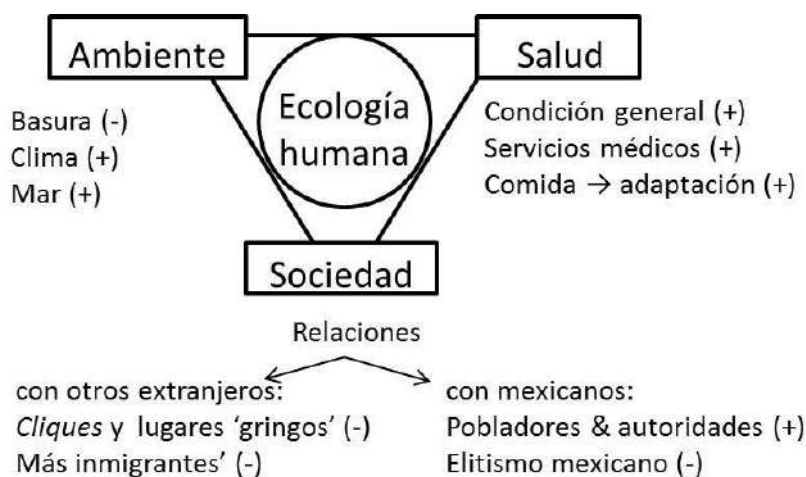 Ambiente
Salud
Ecología
humana
Basura (-)
Clima (+)
Mar (+)
Condición general (+)
Servicios médicos (+)
Comida → adaptación (+)
Sociedad
Relaciones
con otros extranjeros:
Cliques y lugares ‘gringos’ (-)
Más inmigrantes’ (-)
con mexicanos:
Pobladores & autoridades (+)
Elitismo mexicano (-)